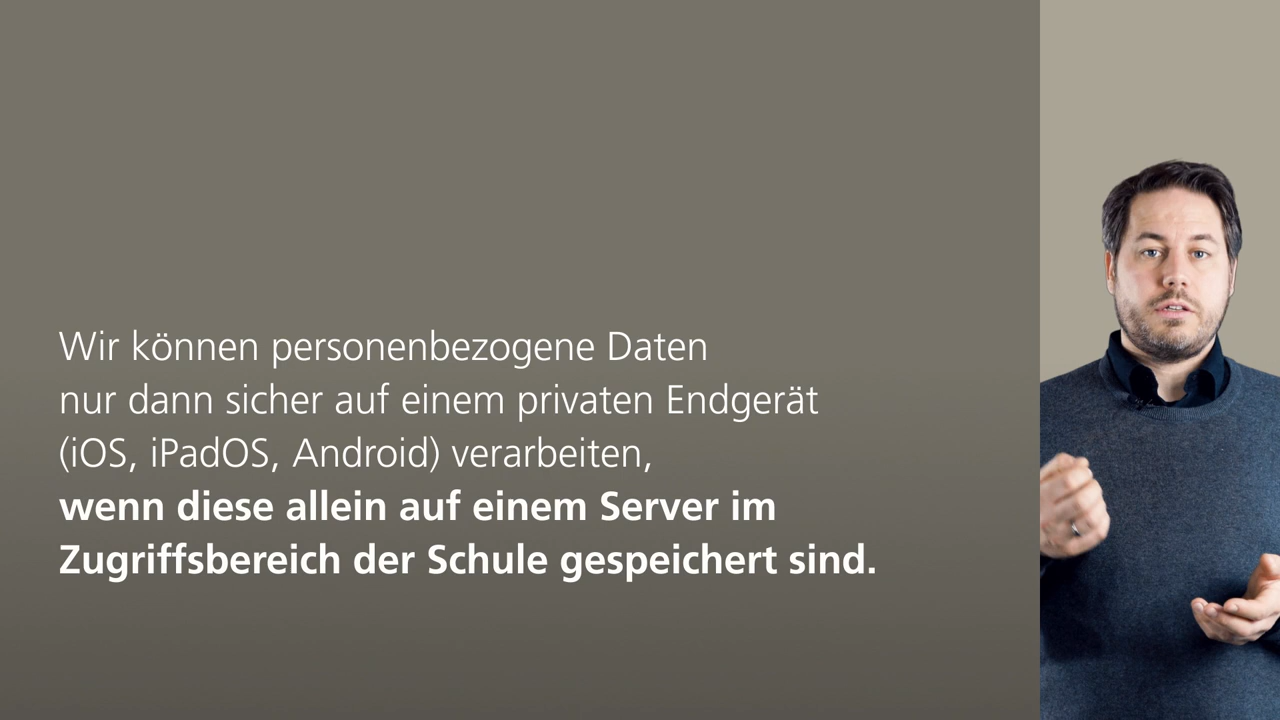 Wir können personenbezogene Daten
nur dann sicher auf einem privaten Endgerät
(iOS, iPadOS, Android) verarbeiten,
wenn diese allein auf einem Server im
Zugriffsbereich der Schule gespeichert sind.